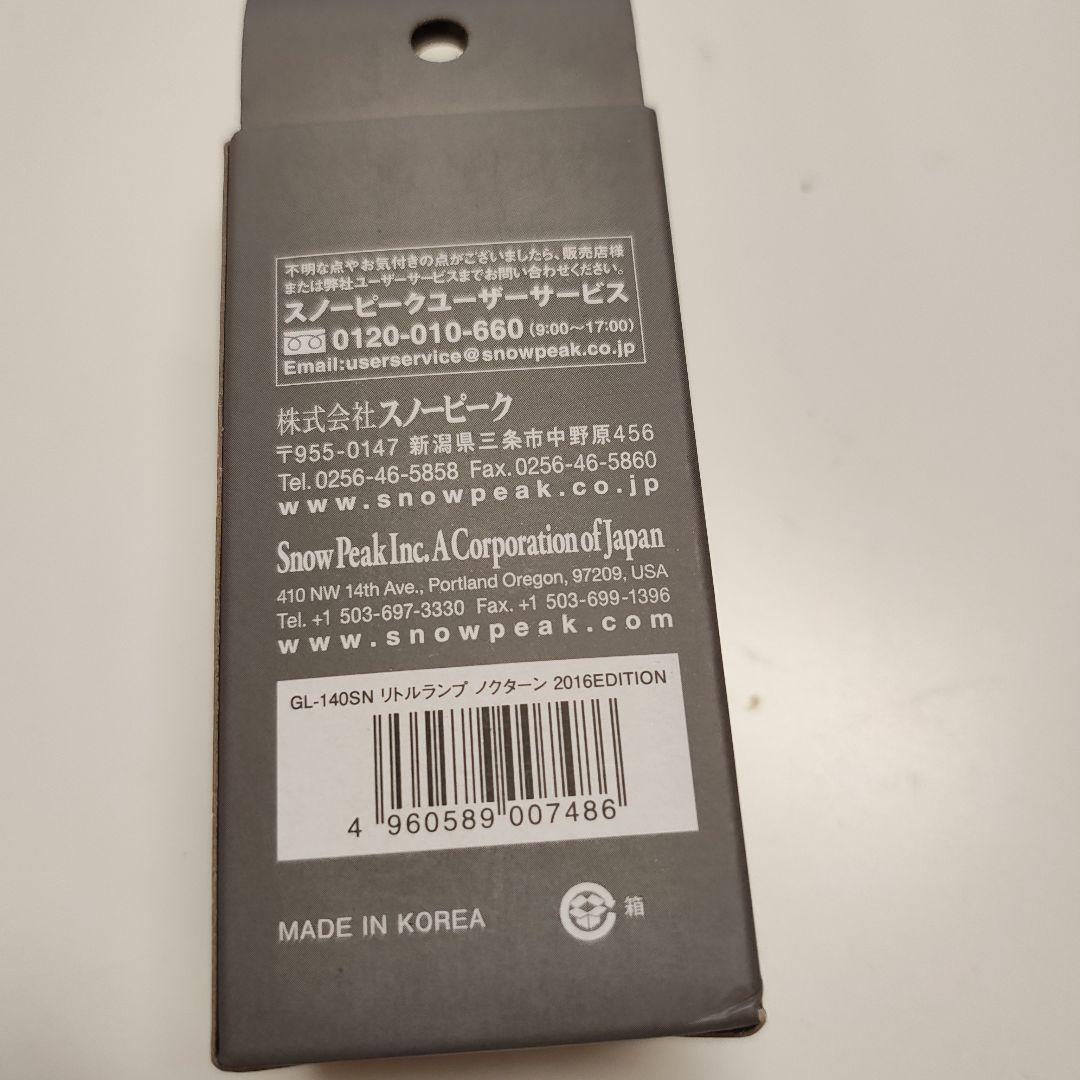 不明な点やお気付きの点がございましたら、販売店様
または弊社ユーザーサービスまでお問い合わせください。
スノーピークユーザーサービス
0120-010-660 (9:00〜17:00)
Email:userservice@snowpeak.co.jp
株式会社スノーピーク
〒955-0147 新潟県三条市中野原456
Tel. 0256-46-5858 Fax. 0256-46-5860
www.snowpeak.co.jp
Snow Peak Inc. A Corporation of Japan
410 NW 14th Ave., Portland Oregon, 97209, USA
Tel. +1 503-697-3330 Fax. +1 503-699-1396
www.snowpeak.com
GL-140SN リトルランプ ノクターン 2016EDITION
4 960589 007486
MADE IN KOREA
箱